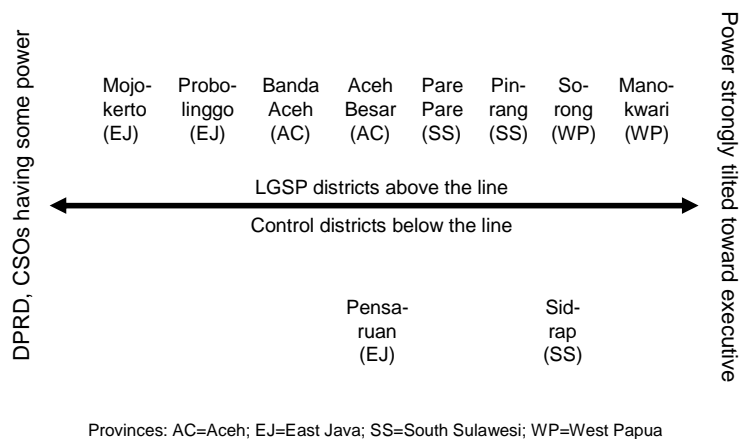 DPRD, CSOs having some power
Mojo-
kerto
(EJ)
Probo-
linggo
(EJ)
Banda
Aceh
(AC)
Aceh
Besar
(AC)
Pare
Pare
(SS)
Pin-
rang
(SS)
So-
rong
(WP)
Mano-
kwari
(WP)
Power strongly tilted toward executive
LGSP districts above the line
Control districts below the line
Pensa-
ruan
(EJ)
Sid-
rap
(SS)
Provinces: AC=Aceh; EJ=East Java; SS=South Sulawesi; WP=West Papua